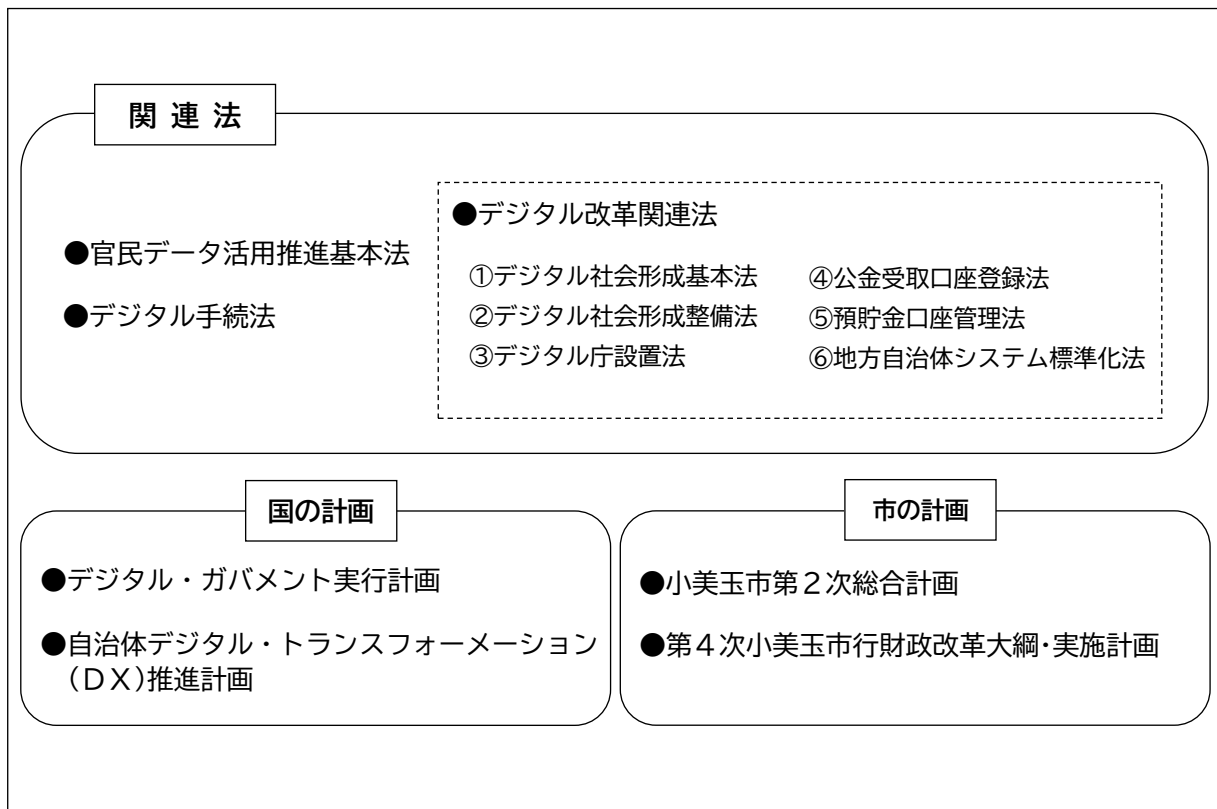 関連法
●官民データ活用推進基本法
●デジタル手続法
●デジタル改革関連法
①デジタル社会形成基本法
②デジタル社会形成整備法
③デジタル庁設置法
④公金受取口座登録法
⑤預貯金口座管理法
⑥地方自治体システム標準化法
国の計画
●デジタル・ガバメント実行計画
●自治体デジタル・トランスフォーメーション
(DX)推進計画
市の計画
●小美玉市第2次総合計画
●第4次小美玉市行財政改革大綱・実施計画